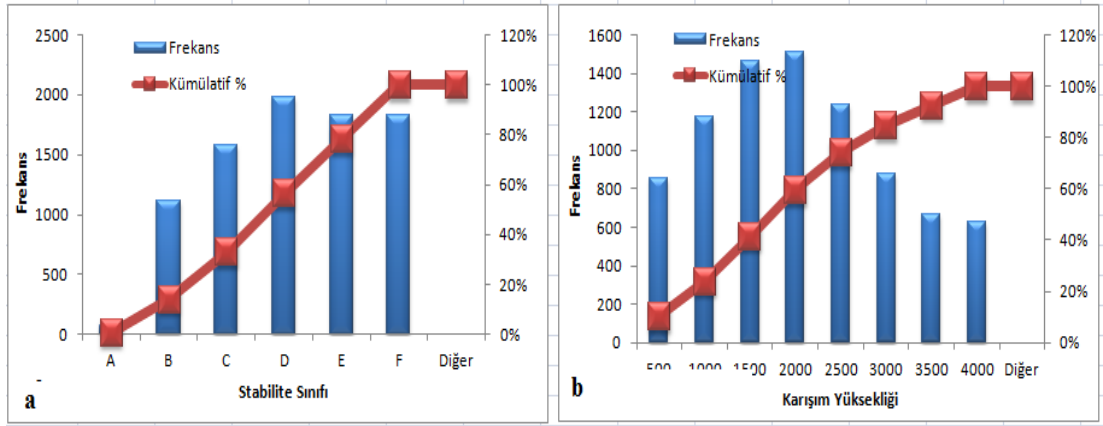 2500
2000
1500
1000
500
0
Frekans
Frekans
Kümülatif %
120%
100%
80%
60%
40%
20%
0%
A B C D E F Diğer
Stabilite Sınıfı
a
1600
1400
1200
1000
800
600
400
200
0
Frekans
Frekans
Kümülatif %
120%
100%
80%
60%
40%
20%
0%
500 1000 1500 2000 2500 3000 3500 4000 Diğer
Karışım Yüksekliği
b